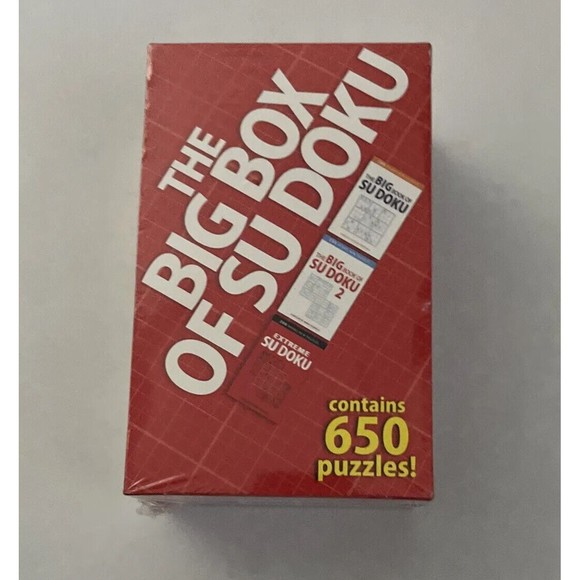 THE
BIG BOX
OF SU DOKU
THE BIG BOOK OF
SU DOKU
THE BIG BOOK OF
SU DOKU
2
EXTREME
SU DOKU
contains
650
puzzles!